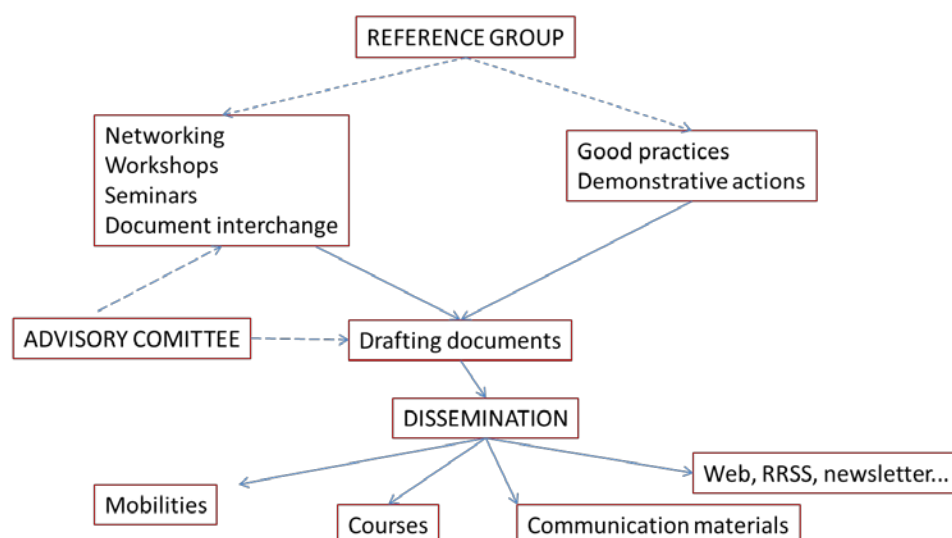 REFERENCE GROUP
Networking
Workshops
Seminars
Document interchange
Good practices
Demonstrative actions
ADVISORY COMITTEE
Drafting documents
DISSEMINATION
Web, RRSS, newsletter...
Mobilities
Courses
Communication materials